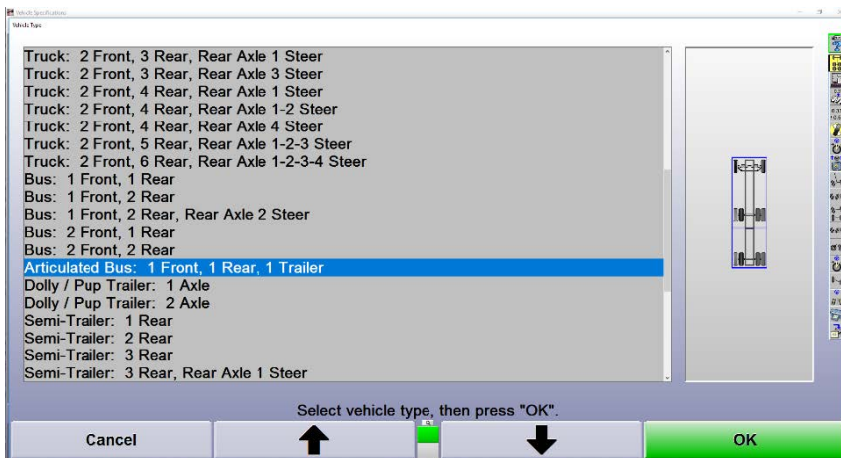 Vehicle Specifications
Vehicle Type
Truck: 2 Front, 3 Rear, Rear Axle 1 Steer
Truck: 2 Front, 3 Rear, Rear Axle 3 Steer
Truck: 2 Front, 4 Rear, Rear Axle 1 Steer
Truck: 2 Front, 4 Rear, Rear Axle 1-2 Steer
Truck: 2 Front, 4 Rear, Rear Axle 4 Steer
Truck: 2 Front, 5 Rear, Rear Axle 1-2-3 Steer
Truck: 2 Front, 6 Rear, Rear Axle 1-2-3-4 Steer
Bus: 1 Front, 1 Rear
Bus: 1 Front, 2 Rear
Bus: 1 Front, 2 Rear, Rear Axle 2 Steer
Bus: 2 Front, 1 Rear
Bus: 2 Front, 2 Rear
Articulated Bus: 1 Front, 1 Rear, 1 Trailer
Dolly / Pup Trailer: 1 Axle
Dolly / Pup Trailer: 2 Axle
Semi-Trailer: 1 Rear
Semi-Trailer: 2 Rear
Semi-Trailer: 3 Rear
Semi-Trailer: 3 Rear, Rear Axle 1 Steer
Select vehicle type, then press "OK".
Cancel
OK